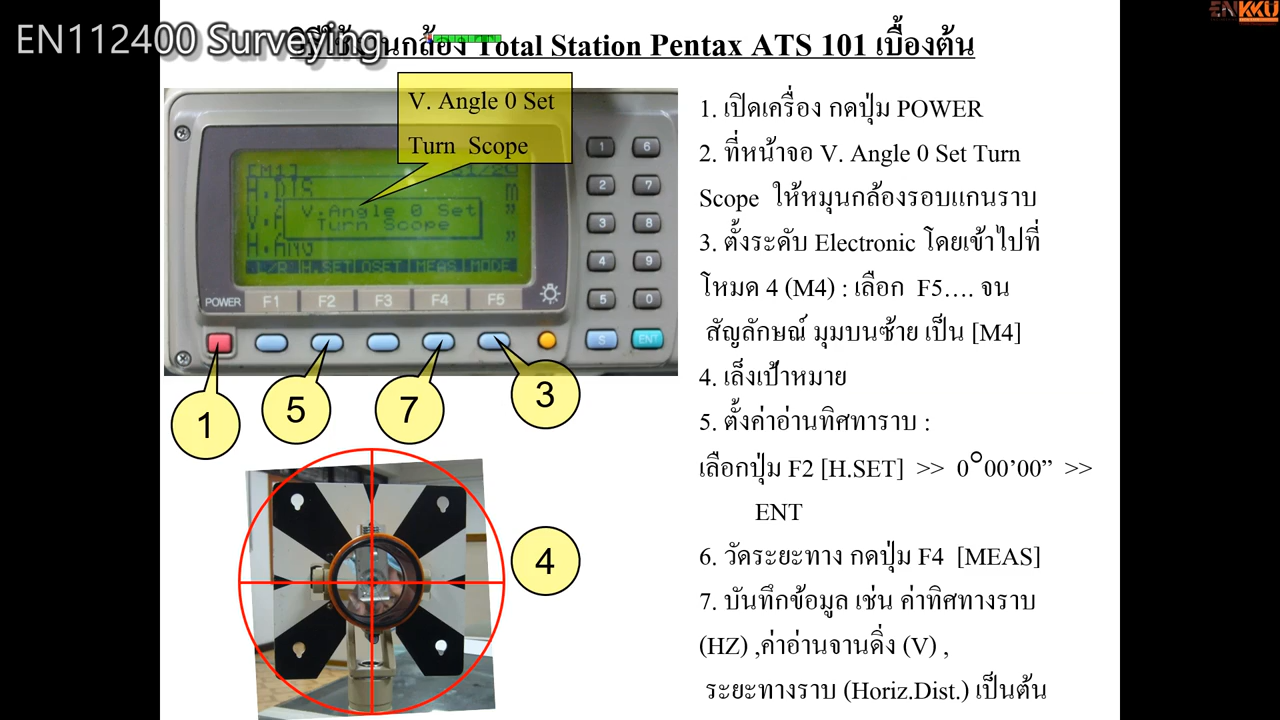 EN112400 Surveying
ENKKU
กล้อง Total Station Pentax ATS 101 เบื้องต้น
V. Angle 0 Set
Turn Scope
H.DIS m
V.Angle 0 Set
Turn Scope
H.ANG
L/R H.SET 0SET MEAS MODE
POWER F1 F2 F3 F4 F5
1 6
2 7
3 8
4 9
5 0
S ENT
1
5
7
3
4
1. เปิดเครื่อง กดปุ่ม POWER
2. ที่หน้าจอ V. Angle 0 Set Turn
Scope ให้หมุนกล้องรอบแกนราบ
3. ตั้งระดับ Electronic โดยเข้าไปที่
โหมด 4 (M4) : เลือก F5…. จน
สัญลักษณ์ มุมบนซ้าย เป็น [M4]
4. เล็งเป้าหมาย
5. ตั้งค่าอ่านทิศทาราบ :
เลือกปุ่ม F2 [H.SET] >> 0°00’00” >>
ENT
6. วัดระยะทาง กดปุ่ม F4 [MEAS]
7. บันทึกข้อมูล เช่น ค่าทิศทางราบ
(HZ) ,ค่าอ่านจานดิ่ง (V) ,
ระยะทางราบ (Horiz.Dist.) เป็นต้น